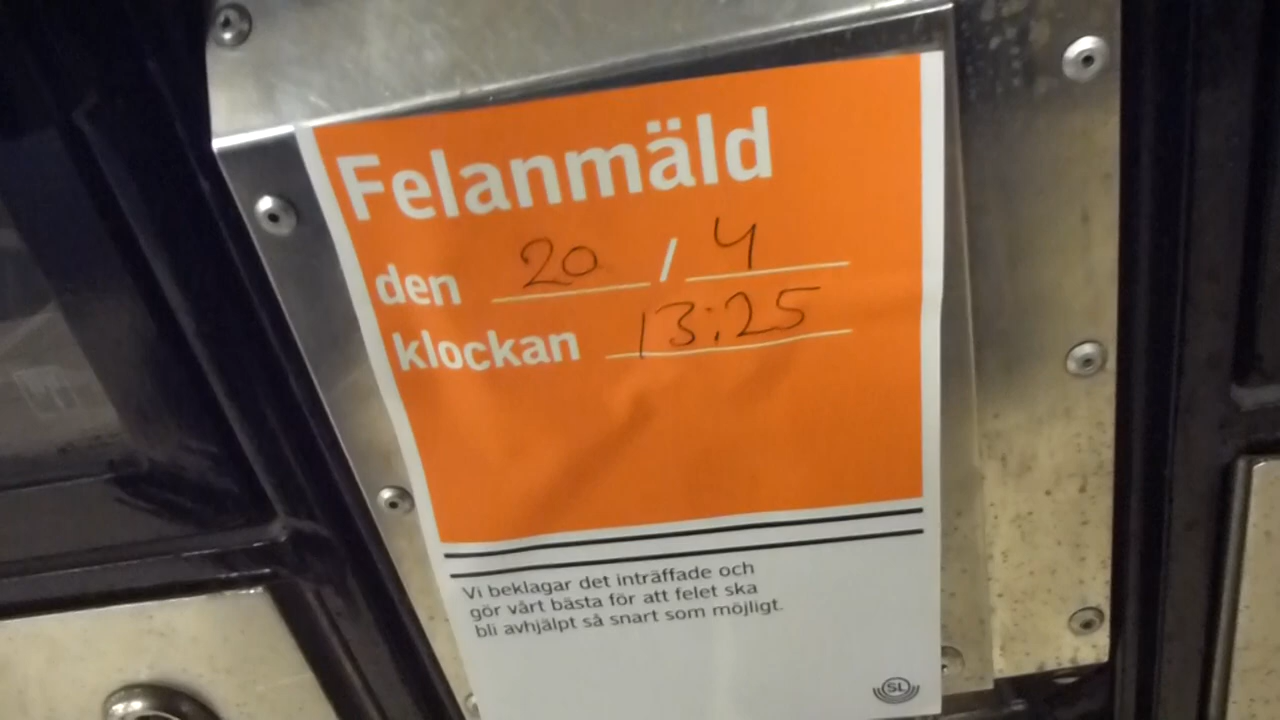 Felanmäld
den 20 / 4
klockan 13:25
Vi beklagar det inträffade och
gör vårt bästa för att felet ska
bli avhjälpt så snart som möjligt.
SL